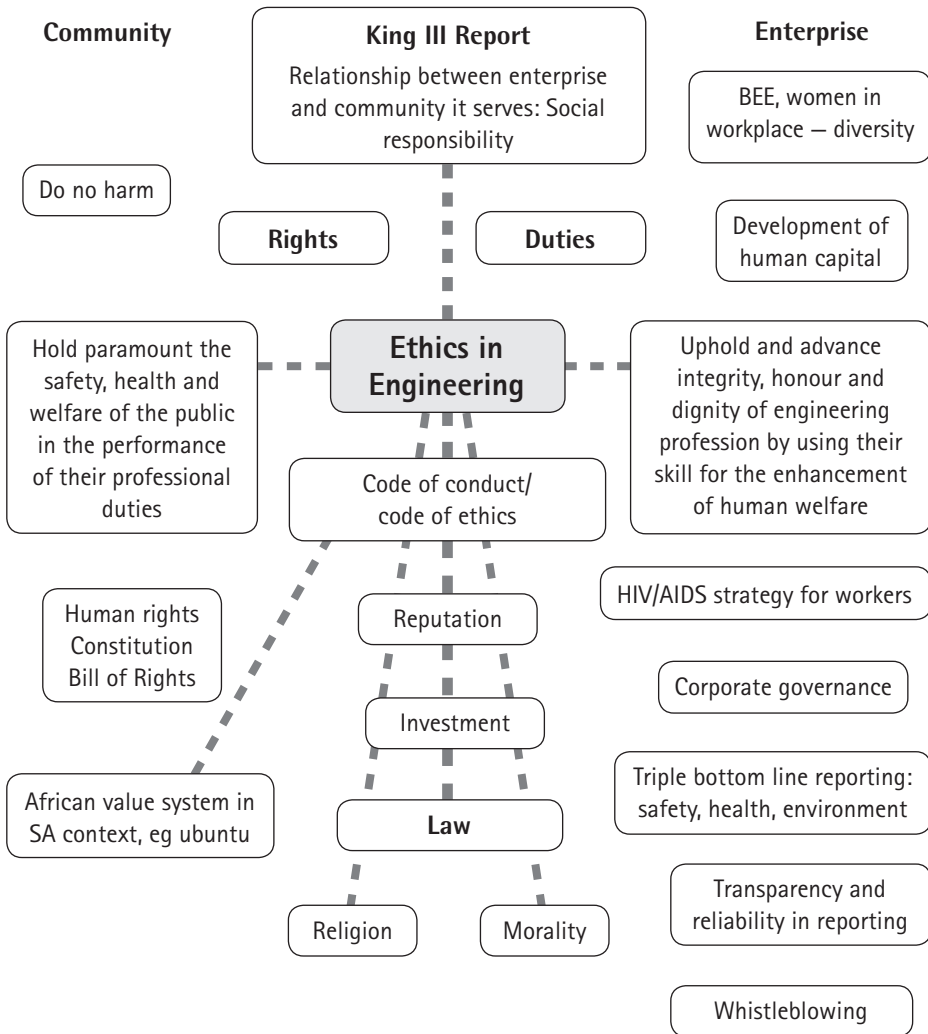 Community
King III Report
Relationship between enterprise
and community it serves: Social
responsibility
Enterprise
BEE, women in
workplace – diversity
Do no harm
Rights
Duties
Development of
human capital
Hold paramount the
safety, health and
welfare of the public
in the performance
of their professional
duties
Ethics in
Engineering
Uphold and advance
integrity, honour and
dignity of engineering
profession by using their
skill for the enhancement
of human welfare
Code of conduct/
code of ethics
Human rights
Constitution
Bill of Rights
Reputation
HIV/AIDS strategy for workers
Corporate governance
Investment
African value system in
SA context, eg ubuntu
Law
Triple bottom line reporting:
safety, health, environment
Religion
Morality
Transparency and
reliability in reporting
Whistleblowing